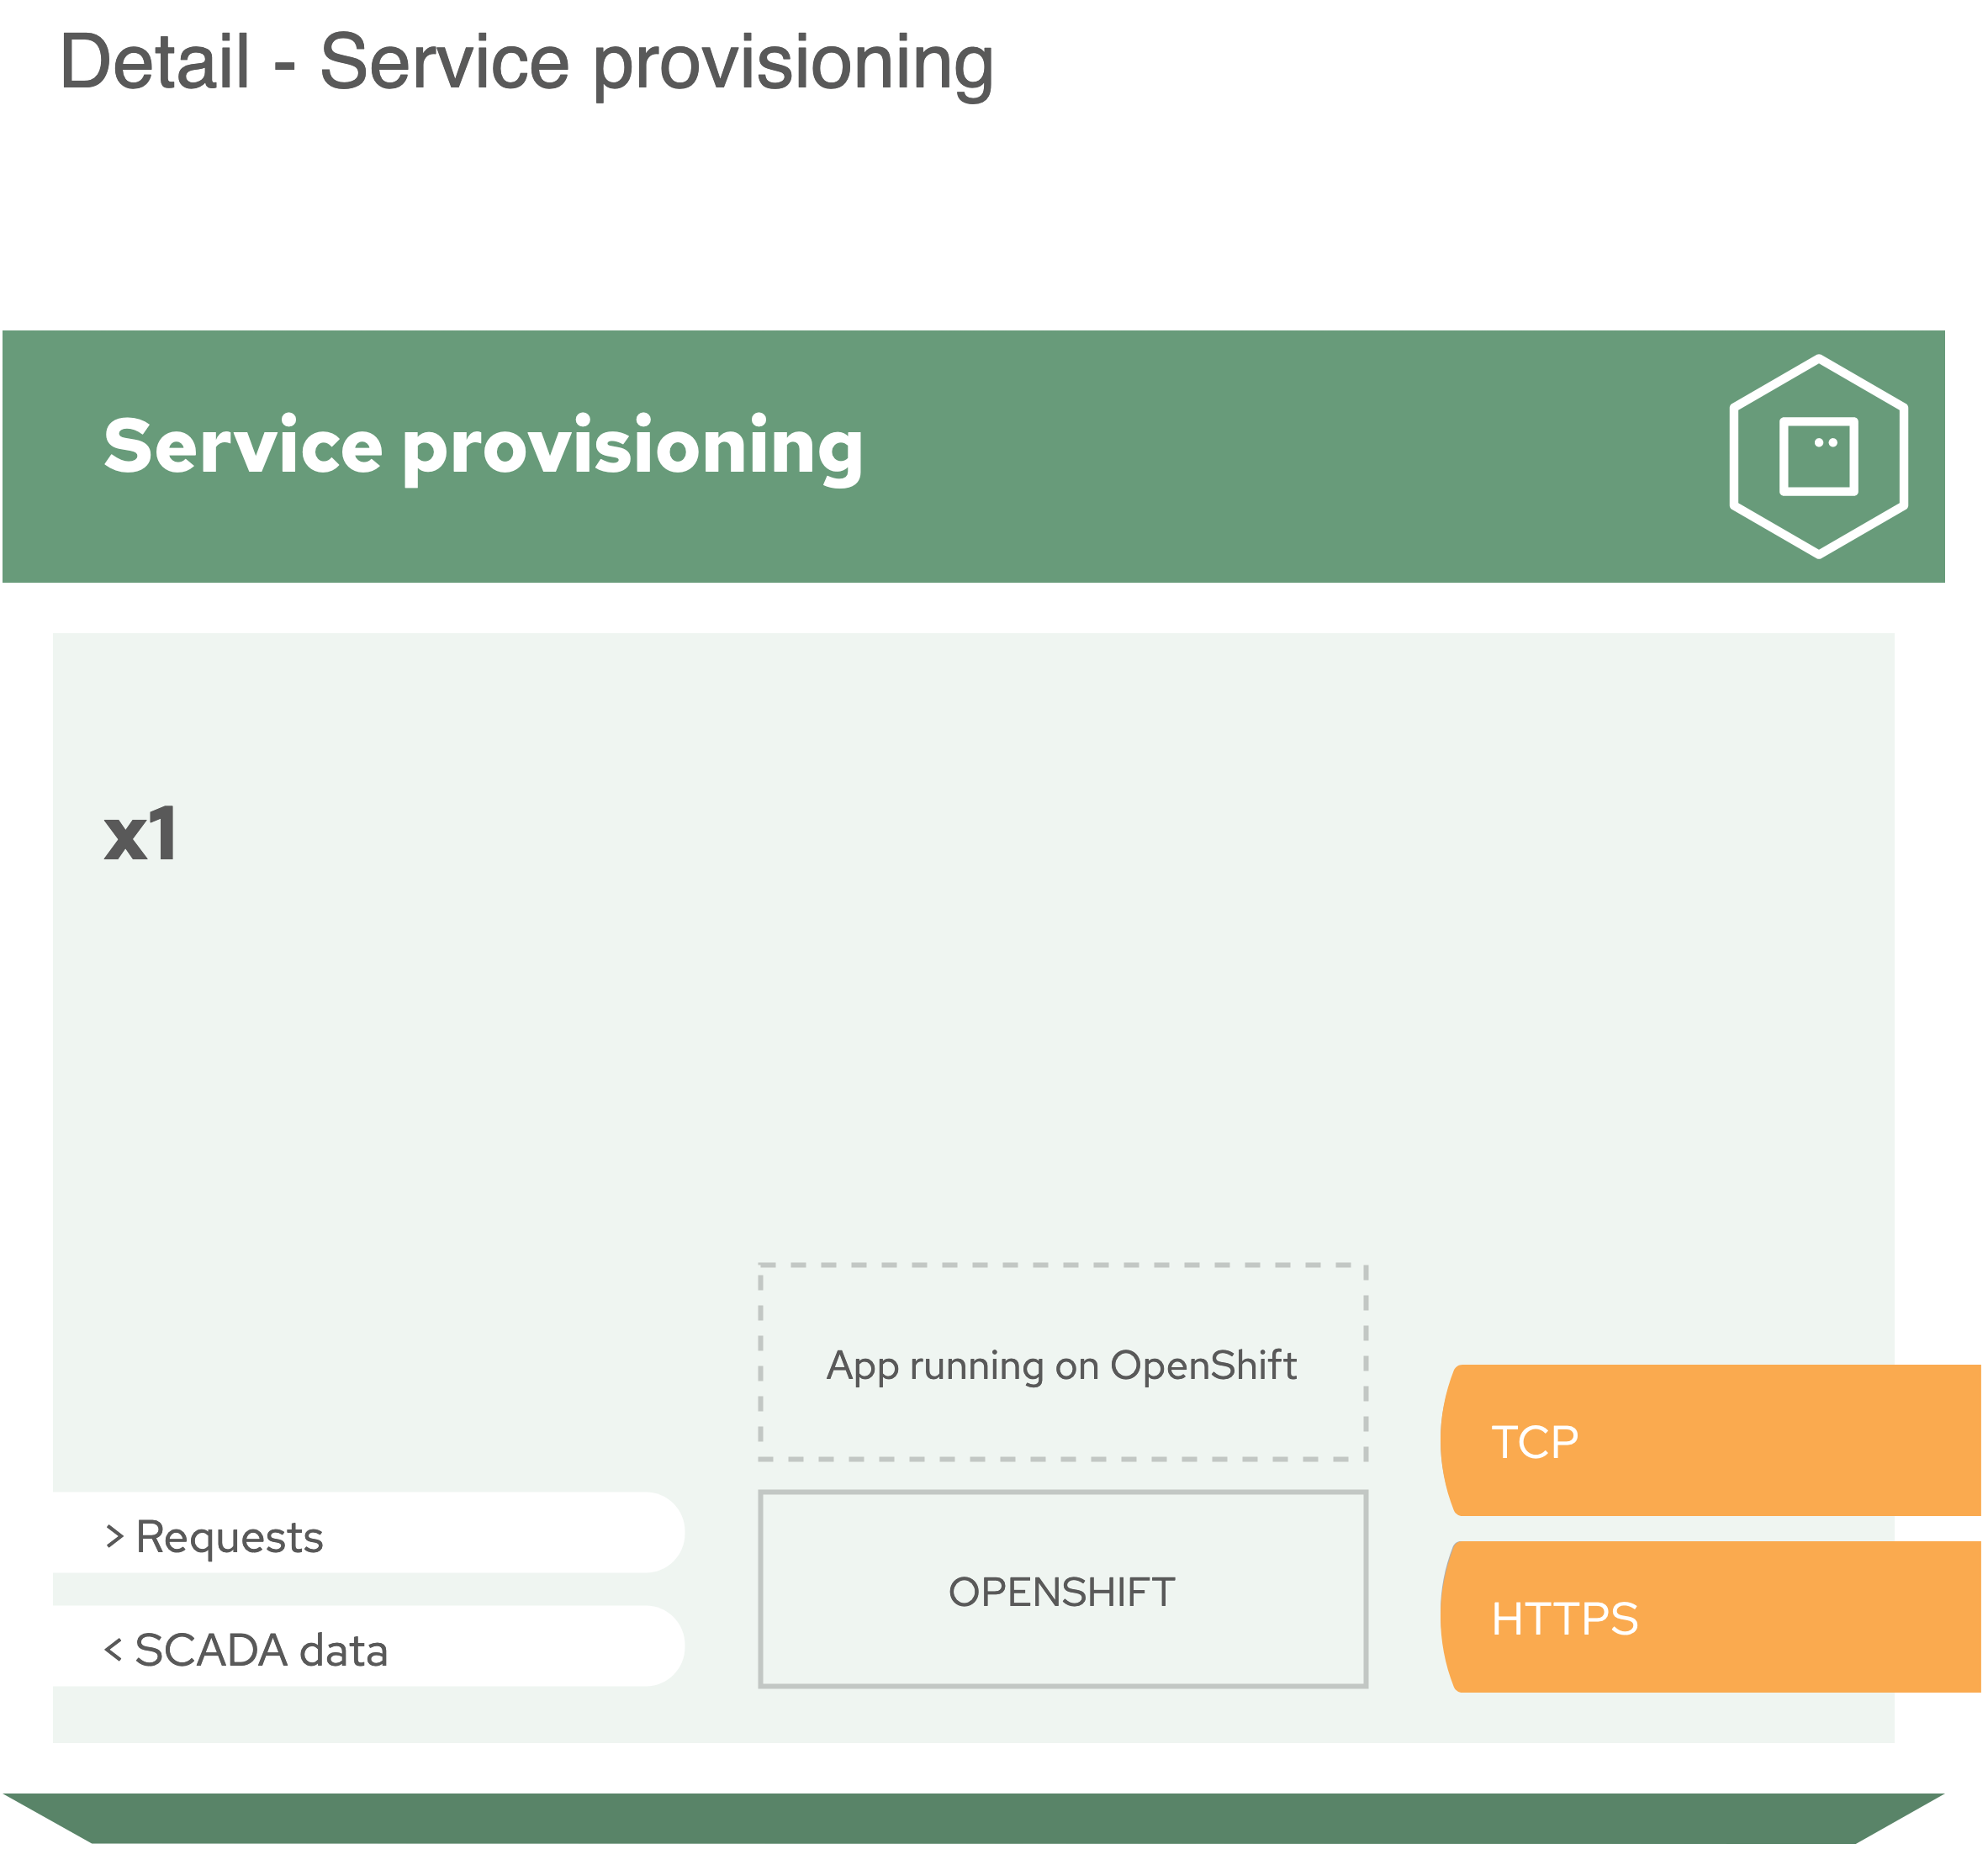 Detail - Service provisioning
Service provisioning
x1
App running on OpenShift
TCP
> Requests
OPENSHIFT
HTTPS
< SCADA data